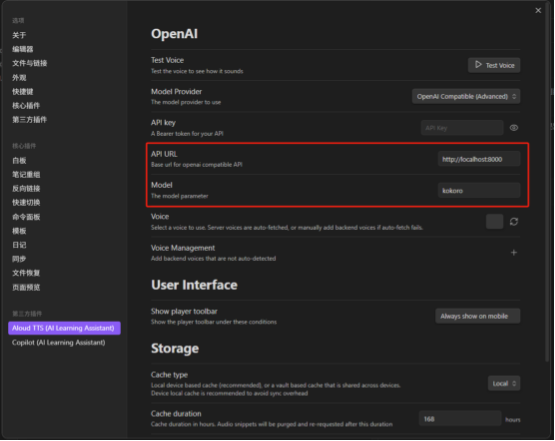 选项
关于
编辑器
文件与链接
外观
快捷键
核心插件
第三方插件
核心插件
白板
笔记重组
反向链接
快速切换
命令面板
模板
日记
同步
文件恢复
页面预览
第三方插件
Aloud TTS (AI Learning Assistant)
Copilot (AI Learning Assistant)
OpenAI
Test Voice
Test the voice to see how it sounds
Test Voice
Model Provider
The model provider to use
OpenAI Compatible (Advanced)
API key
A Bearer token for your API
API Key
API URL
Base url for openai compatible API
http://localhost:8000
Model
The model parameter
kokoro
Voice
Select a voice to use. Server voices are auto-fetched, or manually add backend voices if auto-fetch fails.
Voice Management
Add backend voices that are not auto-detected
User Interface
Show player toolbar
Show the player toolbar under these conditions
Always show on mobile
Storage
Cache type
Local device based cache (recommended), or a vault based cache that is shared across devices.
Device local cache is recommended to avoid sync overhead
Local
Cache duration
Cache duration in hours. Audio snippets will be purged and re-requested after this duration
168
hours